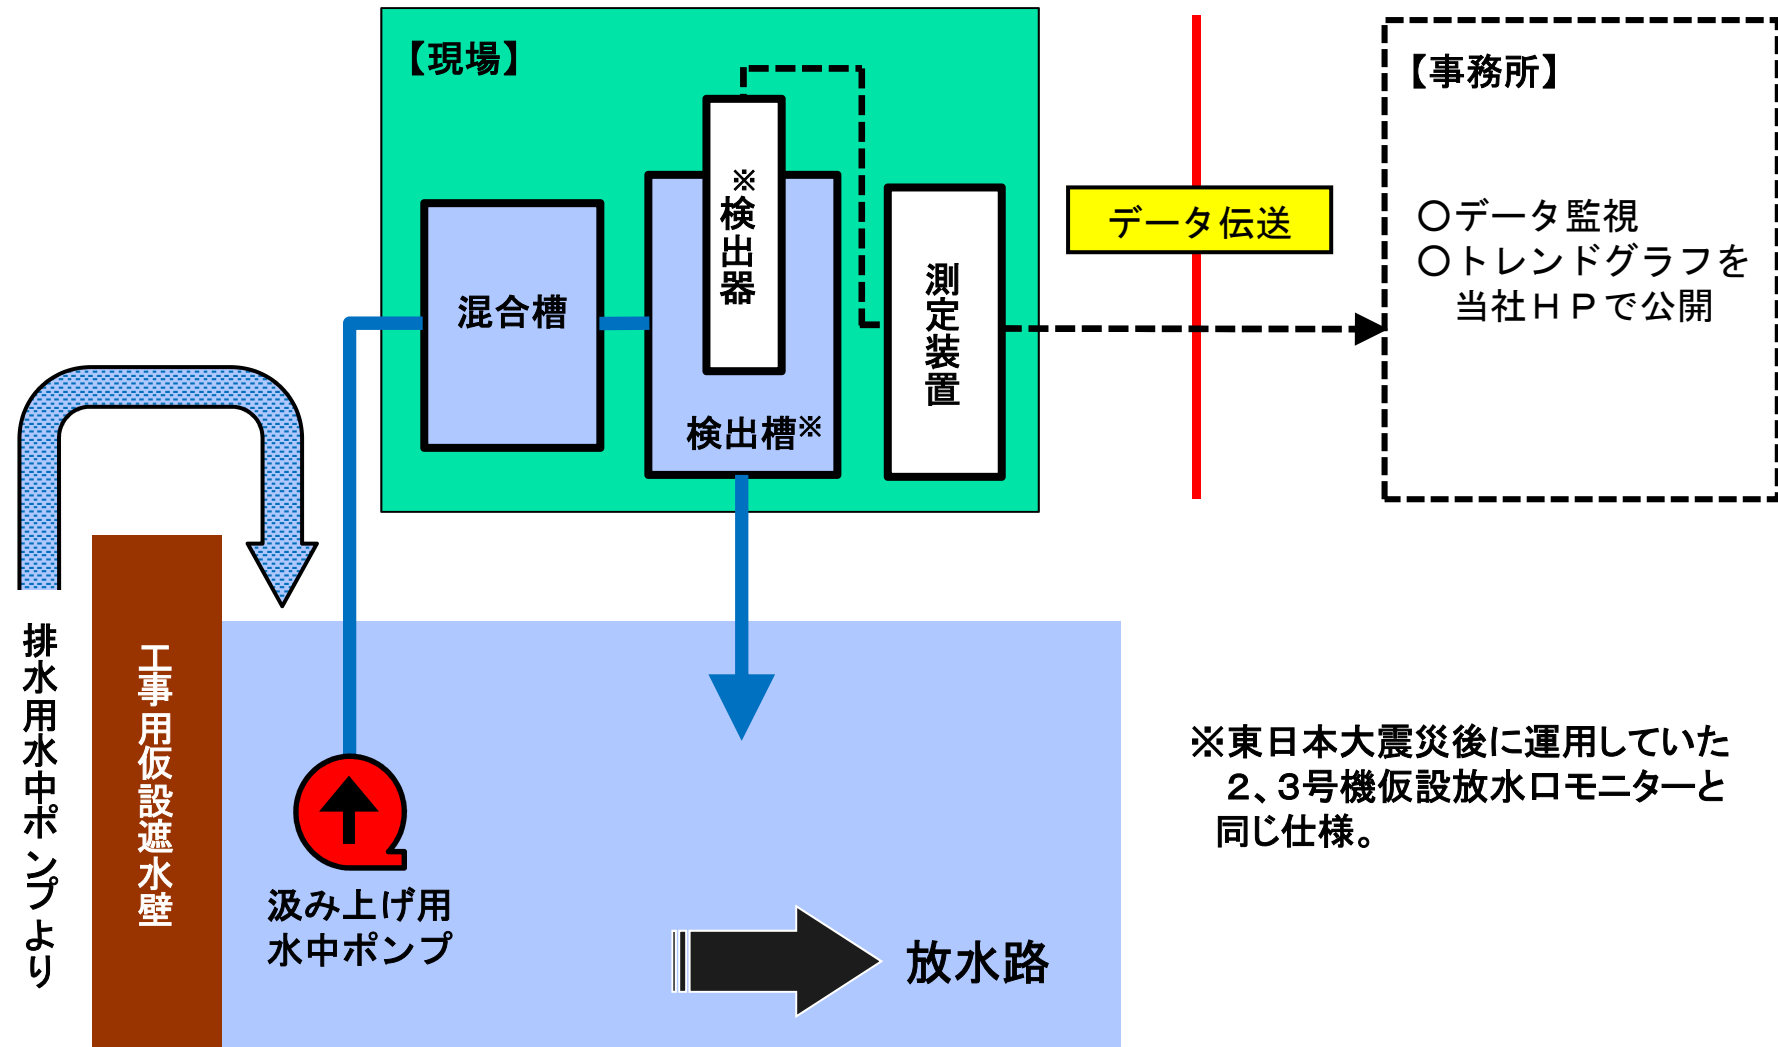 【現場】
※検出器
混合槽
検出槽※
測定装置
データ伝送
【事務所】
○データ監視
○トレンドグラフを
当社HPで公開
排水用水中ポンプより
工事用仮設遮水壁
汲み上げ用
水中ポンプ
放水路
※東日本大震災後に運用していた
2、3号機仮設放水口モニターと
同じ仕様。